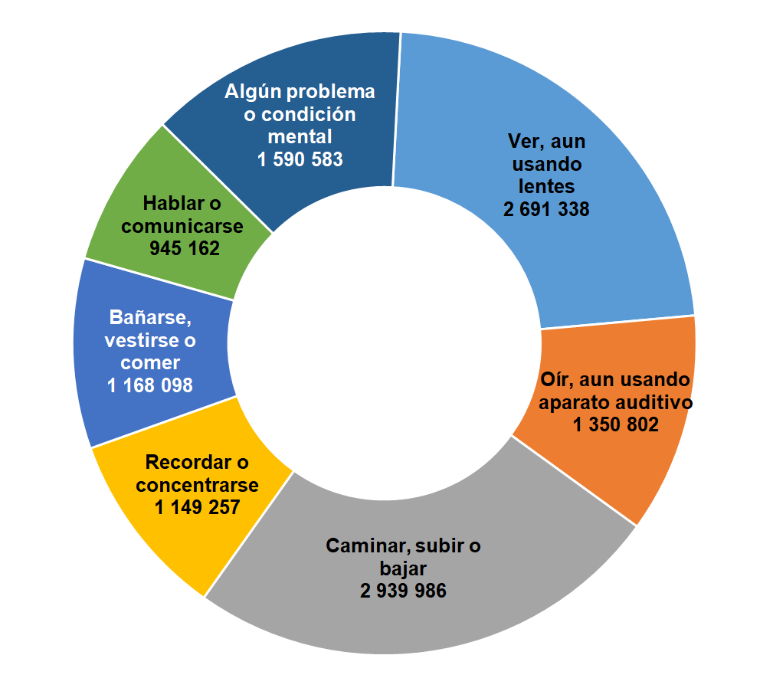 Algún problema
o condición
mental
1 590 583
Ver, aun
usando
lentes
2 691 338
Hablar o
comunicarse
945 162
Bañarse,
vestirse o
comer
1 168 098
Oír, aun usando
aparato auditivo
1 350 802
Recordar o
concentrarse
1 149 257
Caminar, subir o
bajar
2 939 986